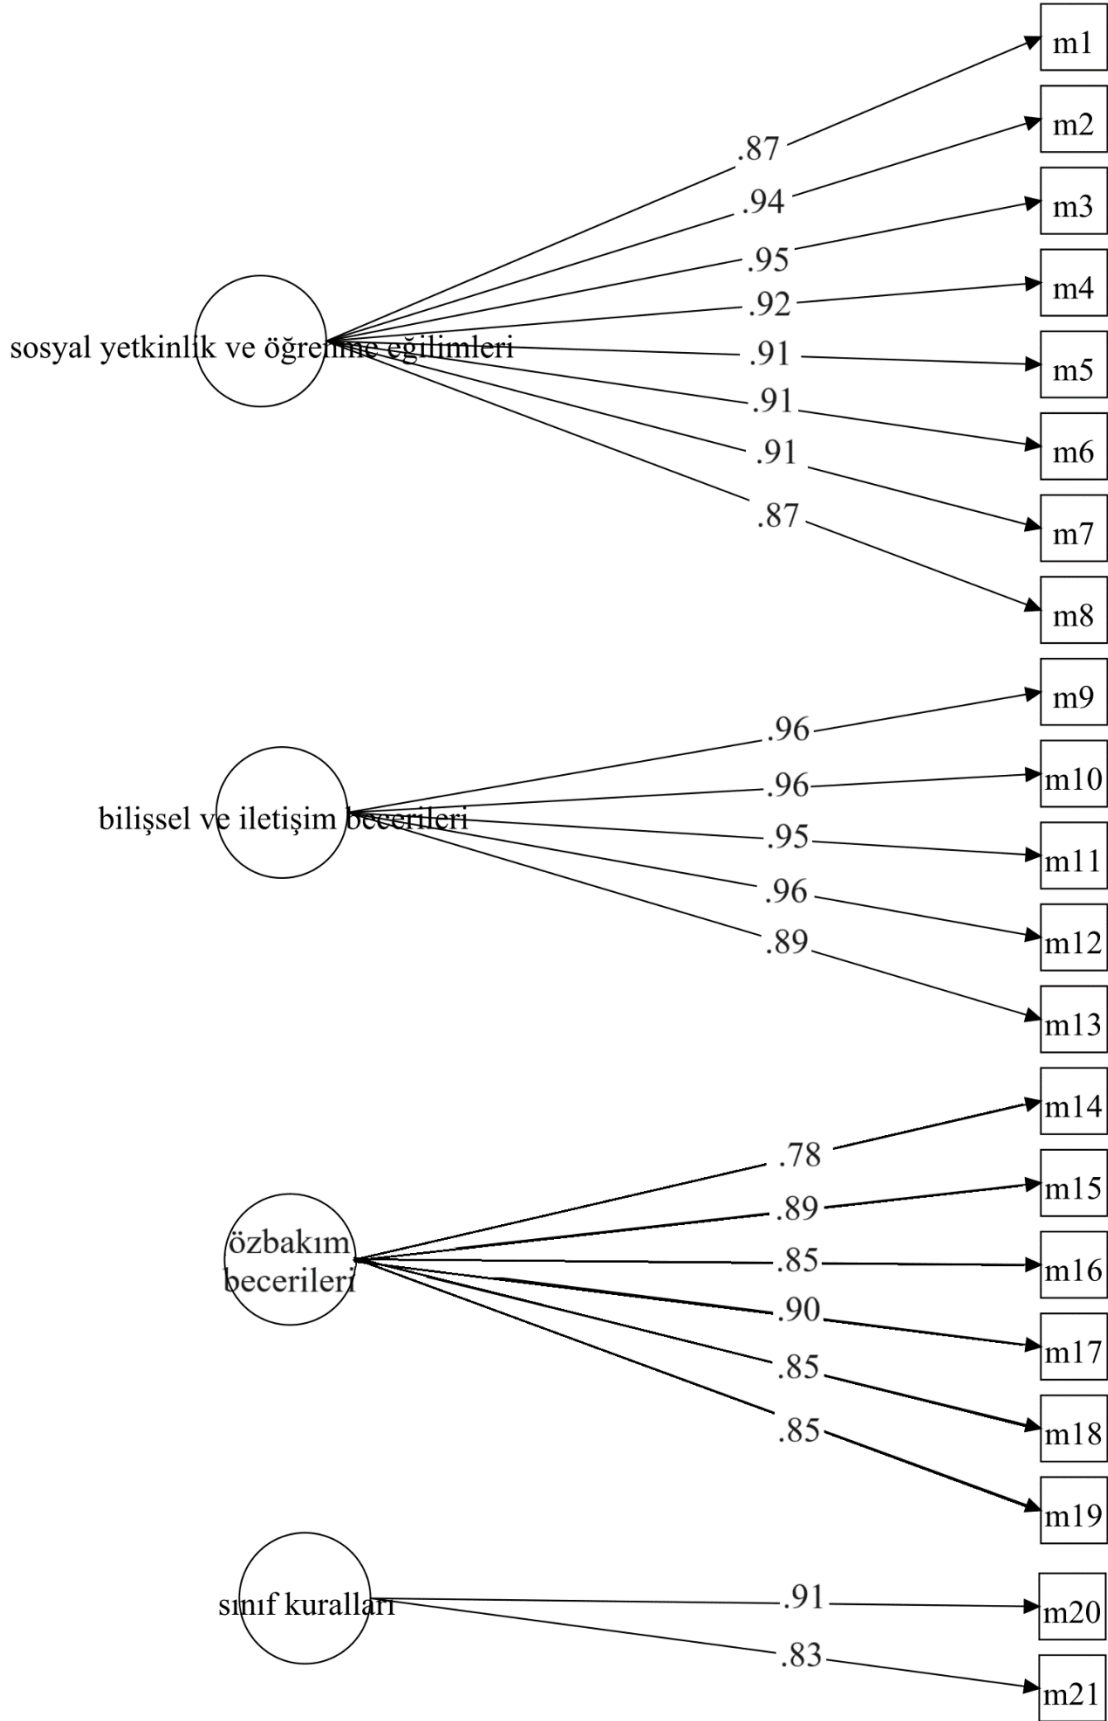 m1
.87
m2
.94
m3
.95
m4
.92
sosyal yetkinlik ve öğrenme eğilimleri
.91
m5
.91
m6
.91
m7
.87
m8
m9
.96
m10
.96
bilişsel ve iletişim becerileri
.95
m11
.96
m12
.89
m13
m14
.78
m15
.89
özbakım
becerileri
.85
m16
.90
m17
.85
m18
.85
m19
sınıf kuralları
.91
m20
.83
m21